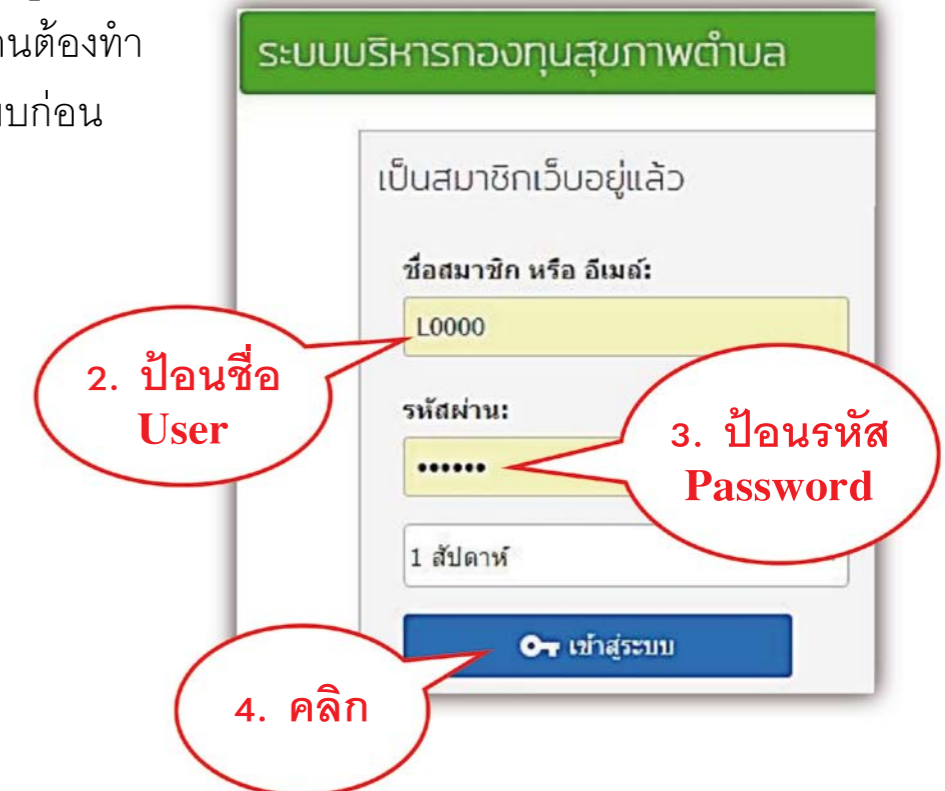 านต้องทำ
บก่อน
ระบบบริหารกองทุนสุขภาพตำบล
เป็นสมาชิกเว็บอยู่แล้ว
ชื่อสมาชิก หรือ อีเมล์:
L0000
2. ป้อนชื่อ
User
รหัสผ่าน:
••••••
3. ป้อนรหัส
Password
1 สัปดาห์
เข้าสู่ระบบ
4. คลิก